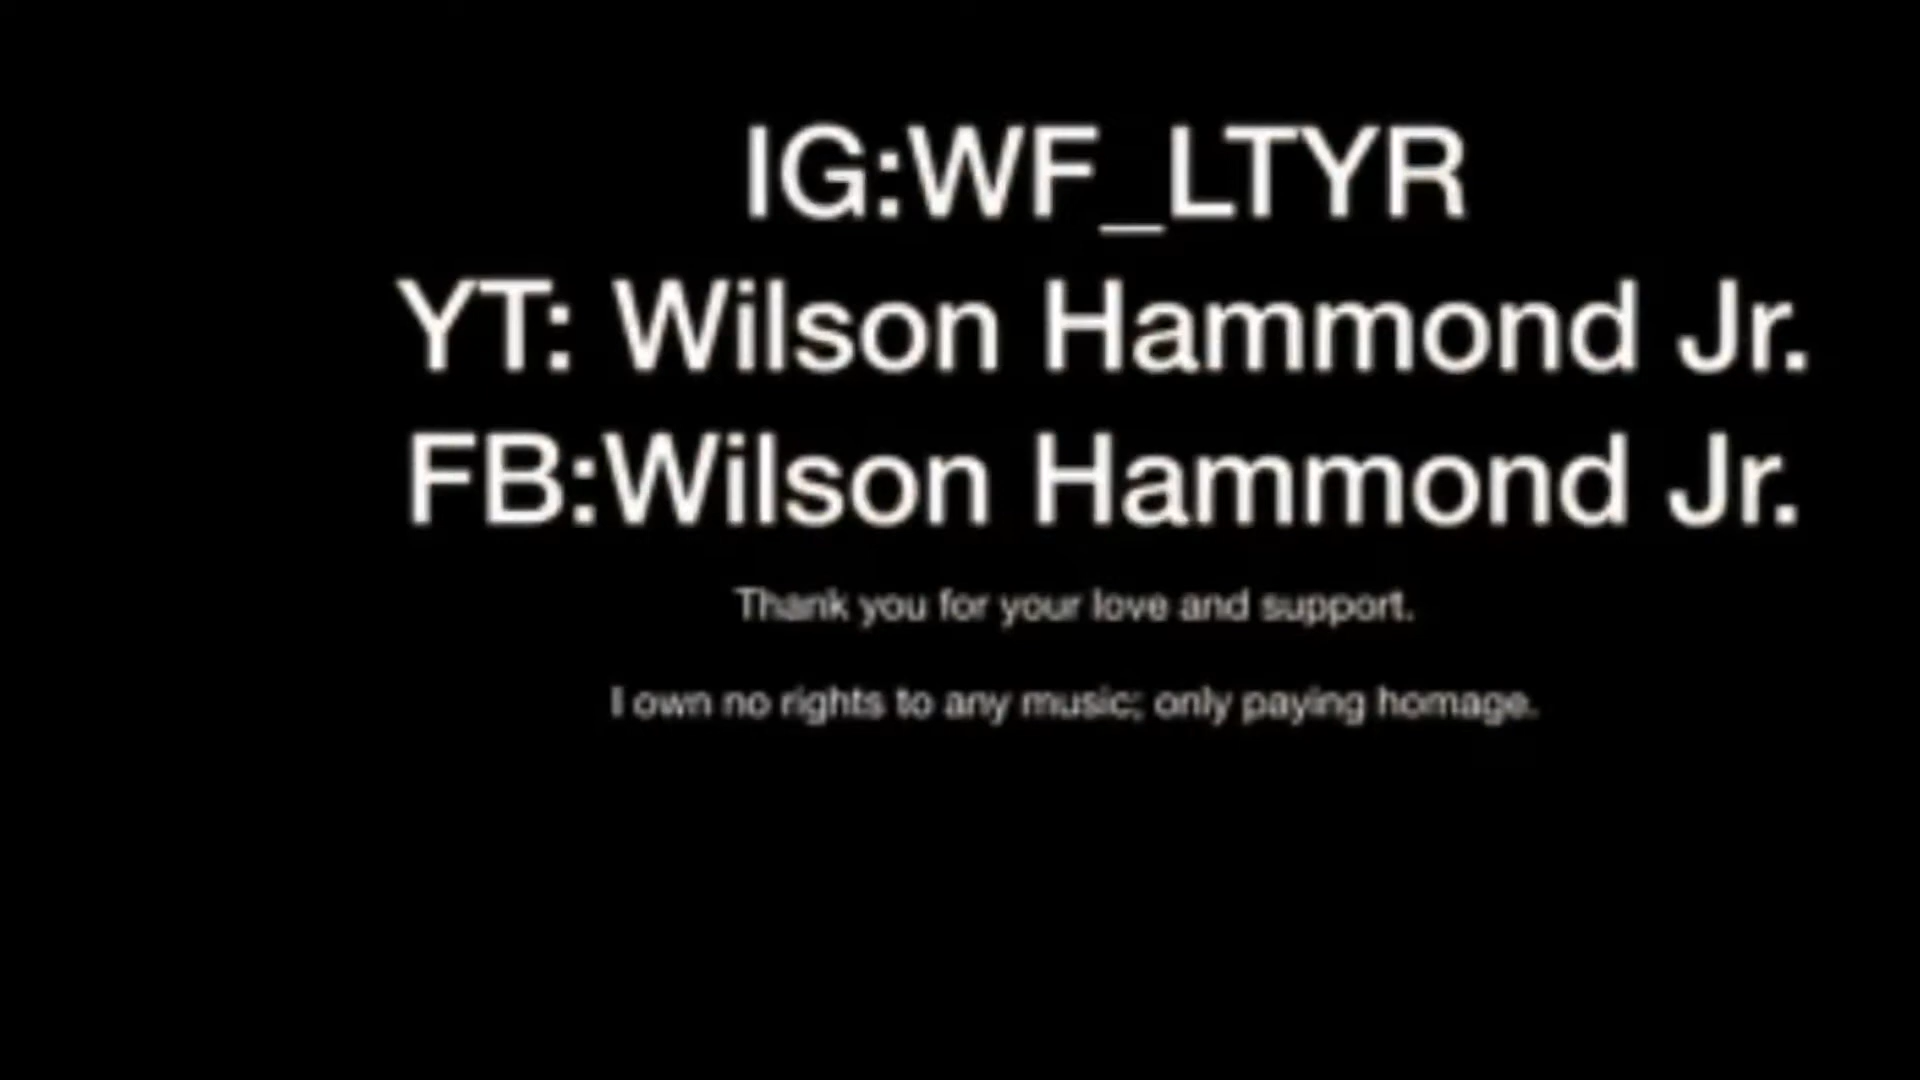 IG:WF_LTYR
YT: Wilson Hammond Jr.
FB:Wilson Hammond Jr.
Thank you for your love and support.
I own no rights to any music; only paying homage.